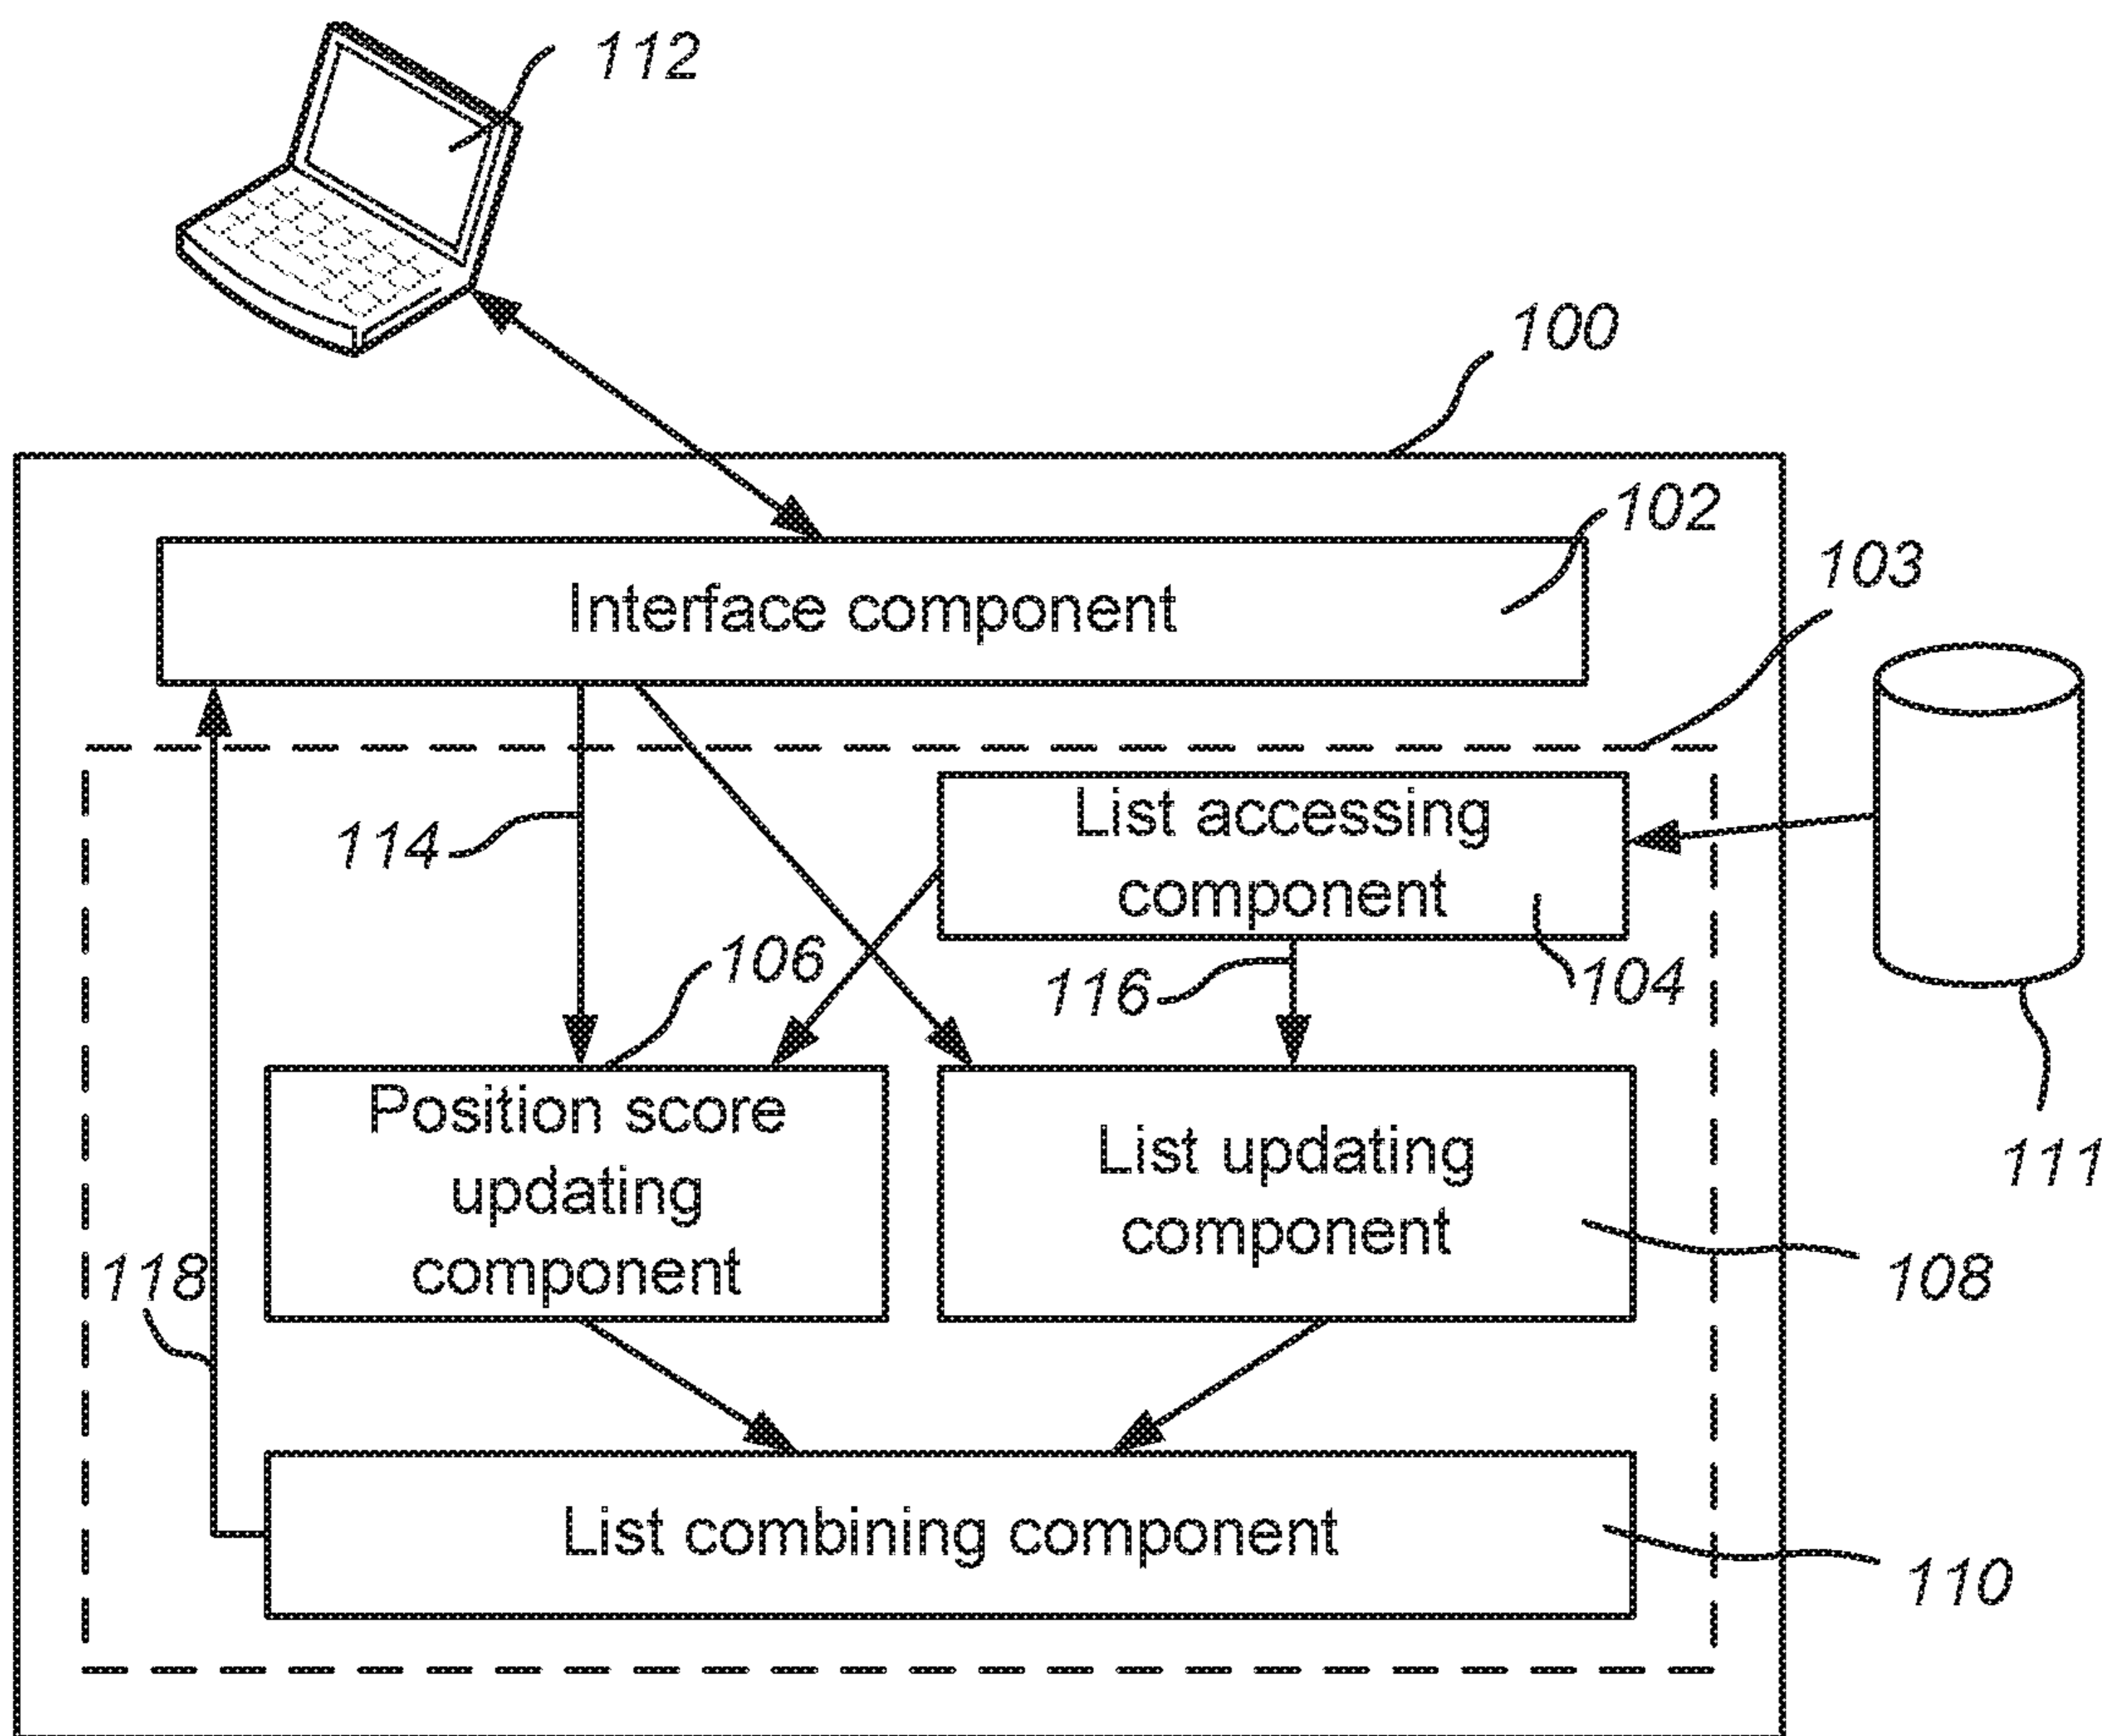 112
100
102
Interface component
103
List accessing
component
114
106
116
104
Position score
updating
component
List updating
component
111
118
108
List combining component
110